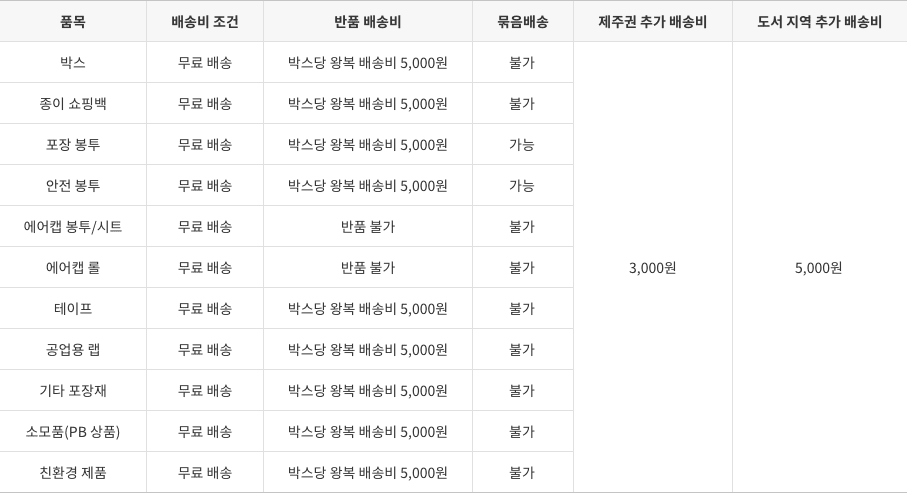 품목 배송비 조건 반품 배송비 묶음배송 제주권 추가 배송비 도서 지역 추가 배송비
박스 무료 배송 박스당 왕복 배송비 5,000원 불가
종이 쇼핑백 무료 배송 박스당 왕복 배송비 5,000원 불가
포장 봉투 무료 배송 박스당 왕복 배송비 5,000원 가능
안전 봉투 무료 배송 박스당 왕복 배송비 5,000원 가능
에어캡 봉투/시트 무료 배송 반품 불가 불가
에어캡 롤 무료 배송 반품 불가 불가 3,000원 5,000원
테이프 무료 배송 박스당 왕복 배송비 5,000원 불가
공업용 랩 무료 배송 박스당 왕복 배송비 5,000원 불가
기타 포장재 무료 배송 박스당 왕복 배송비 5,000원 불가
소모품(PB 상품) 무료 배송 박스당 왕복 배송비 5,000원 불가
친환경 제품 무료 배송 박스당 왕복 배송비 5,000원 불가